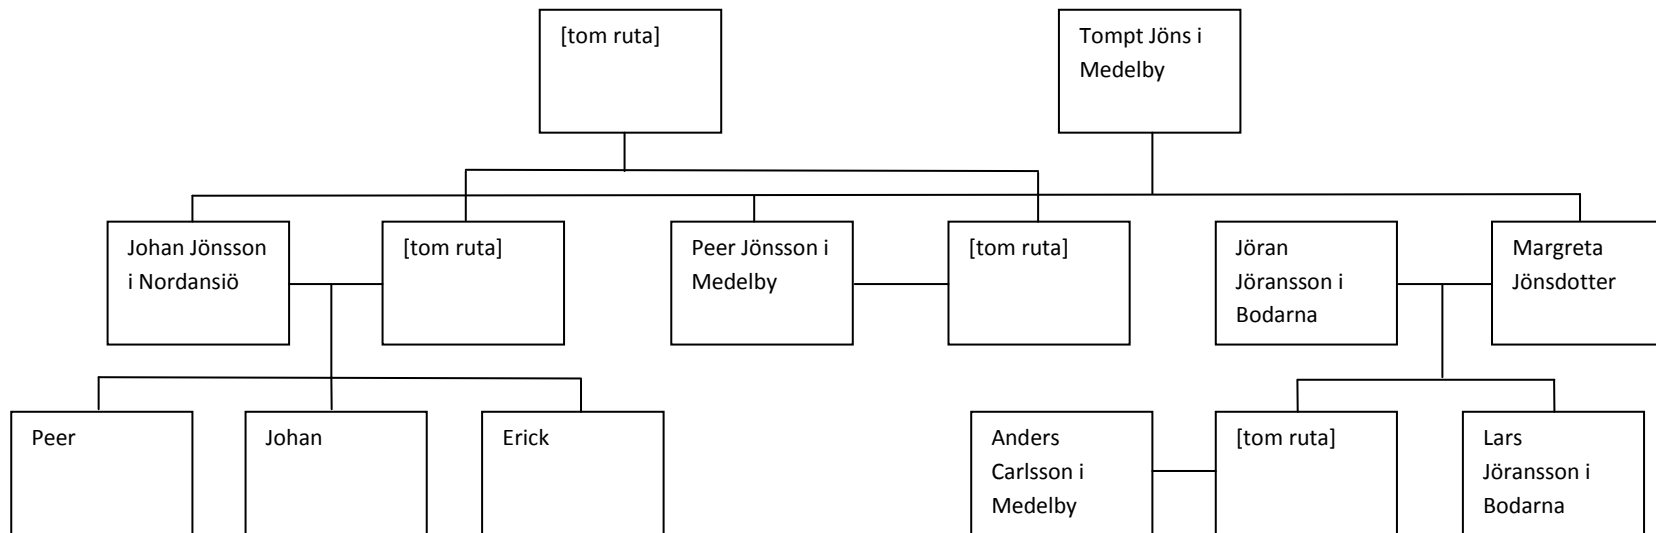 [tom ruta]
Tompt Jöns i
Medelby
Johan Jönsson
i Nordansiö
[tom ruta]
Peer Jönsson i
Medelby
[tom ruta]
Jöran
Jöransson i
Bodarna
Margreta
Jönsdotter
Peer
Johan
Erick
Anders
Carlsson i
Medelby
[tom ruta]
Lars
Jöransson i
Bodarna